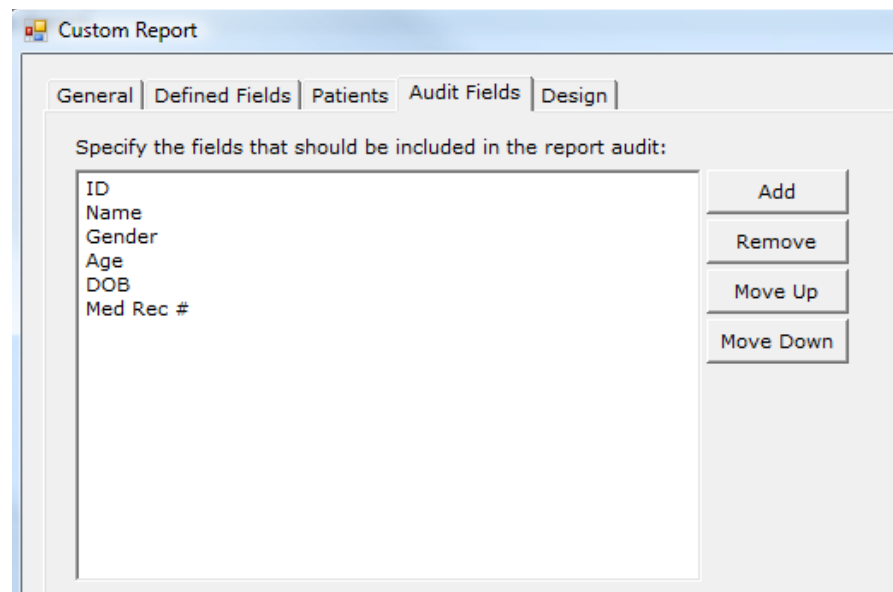 Custom Report
General Defined Fields Patients Audit Fields Design
Specify the fields that should be included in the report audit:
ID
Name
Gender
Age
DOB
Med Rec #
Add
Remove
Move Up
Move Down